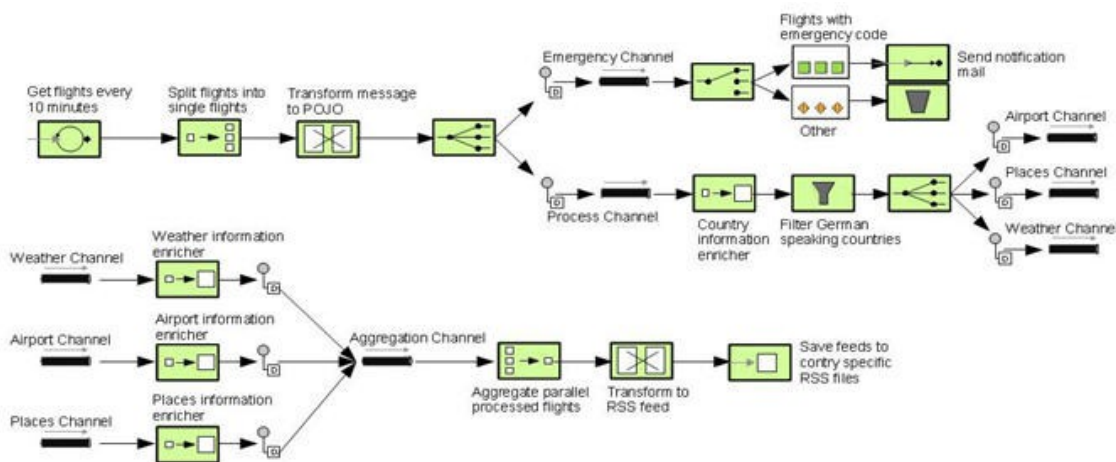 Flights with
emergency code
Emergency Channel
Send notification
mail
Get flights every
10 minutes
Split flights into
single flights
Transform message
to POJO
D
Other
Airport Channel
D
D
Process Channel
Country
information
enricher
Filter German
speaking countries
Places Channel
D
Weather Channe
D
Weather information
enricher
Weather Channel
D
Airport information
enricher
Airport Channel
D
Aggregation Channel
Aggregate parallel
processed flights
Transform to
RSS feed
Save feeds to
contry specific
RSS files
Places information
enricher
Places Channel
D